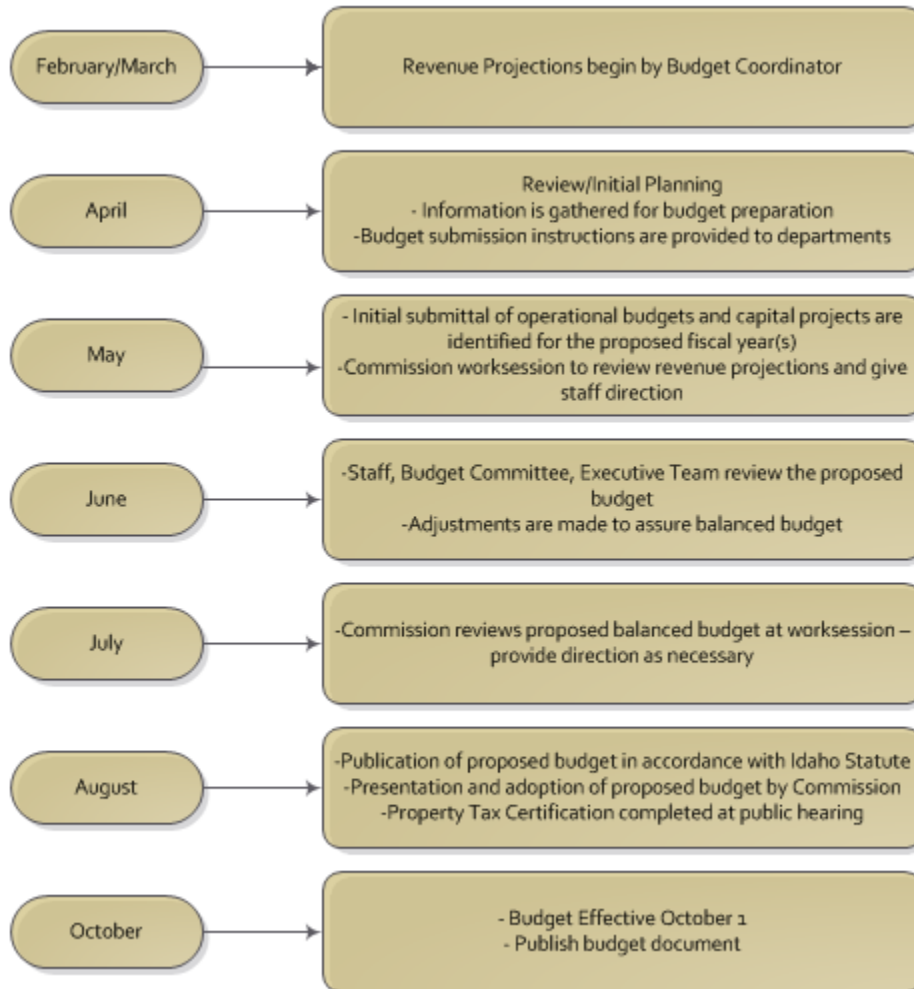 February/March
Revenue Projections begin by Budget Coordinator
April
Review/Initial Planning
- Information is gathered for budget preparation
-Budget submission instructions are provided to departments
May
- Initial submittal of operational budgets and capital projects are
identified for the proposed fiscal year(s)
-Commission worksession to review revenue projections and give
staff direction
June
-Staff, Budget Committee, Executive Team review the proposed
budget
-Adjustments are made to assure balanced budget
July
-Commission reviews proposed balanced budget at worksession –
provide direction as necessary
August
-Publication of proposed budget in accordance with Idaho Statute
-Presentation and adoption of proposed budget by Commission
-Property Tax Certification completed at public hearing
October
- Budget Effective October 1
- Publish budget document